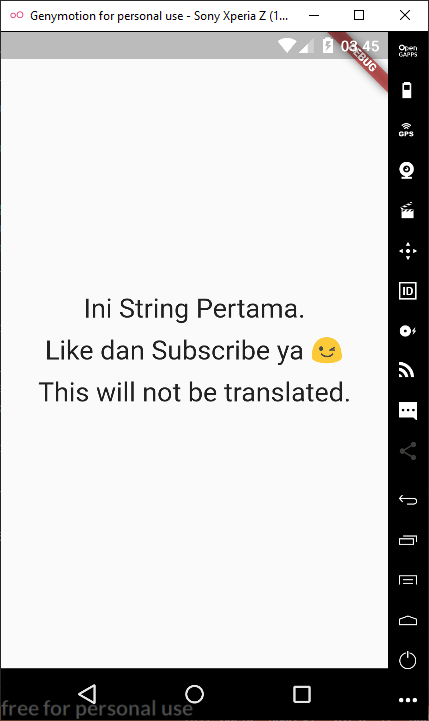 Genymotion for personal use - Sony Xperia Z (1...
03.45
DEBUG
Open
GAPPS
GPS
ID
Ini String Pertama.
Like dan Subscribe ya 😉
This will not be translated.
free for personal use